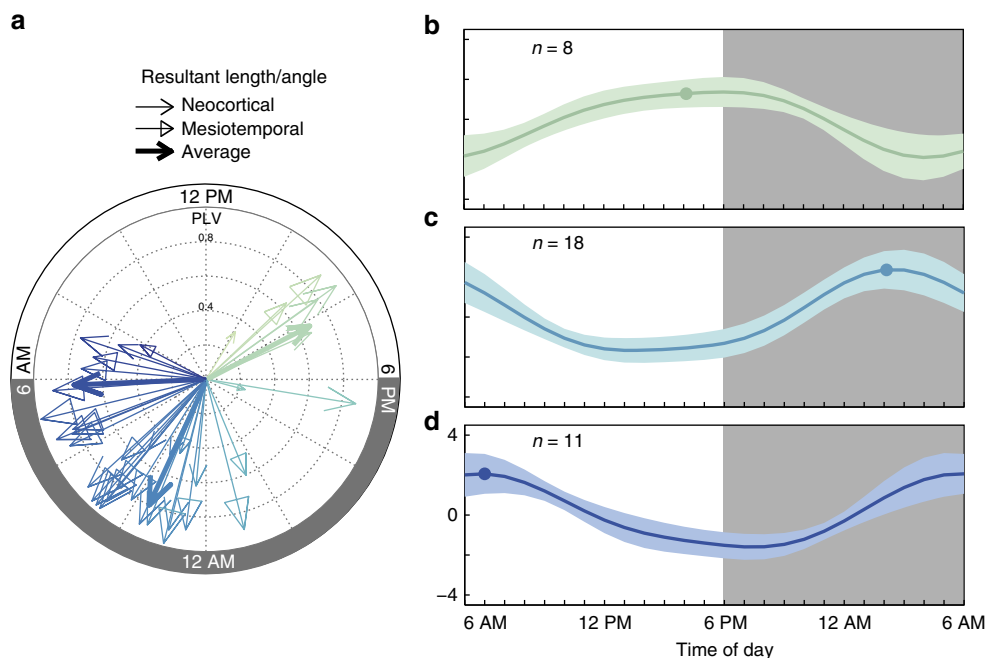 a
Resultant length/angle
Neocortical
Mesiotemporal
Average
12 PM
PLV
0.8
0.4
6 AM
6 PM
12 AM
b
n = 8
c
n = 18
d
n = 11
4
0
−4
6 AM 12 PM 6 PM 12 AM 6 AM
Time of day